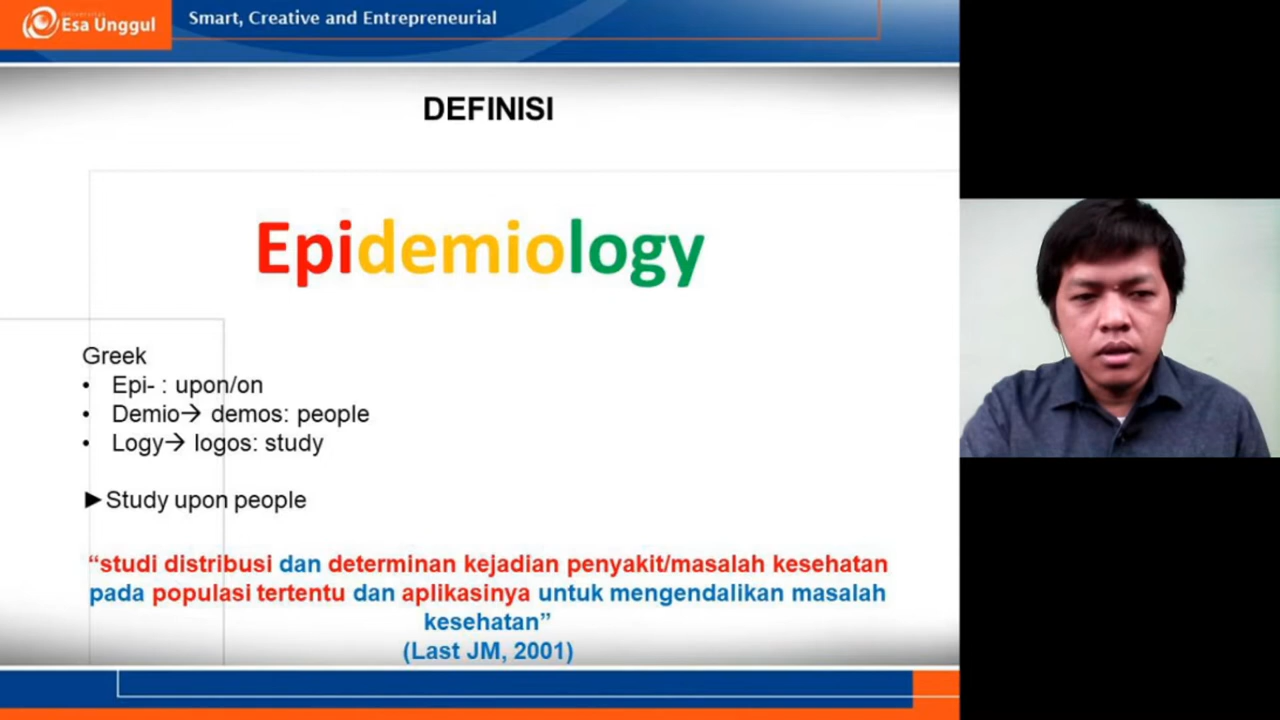 Universitas
Esa Unggul
Smart, Creative and Entrepreneurial
DEFINISI
Epidemiology
Greek
• Epi- : upon/on
• Demio→ demos: people
• Logy→ logos: study
►Study upon people
“studi distribusi dan determinan kejadian penyakit/masalah kesehatan
pada populasi tertentu dan aplikasinya untuk mengendalikan masalah
kesehatan”
(Last JM, 2001)